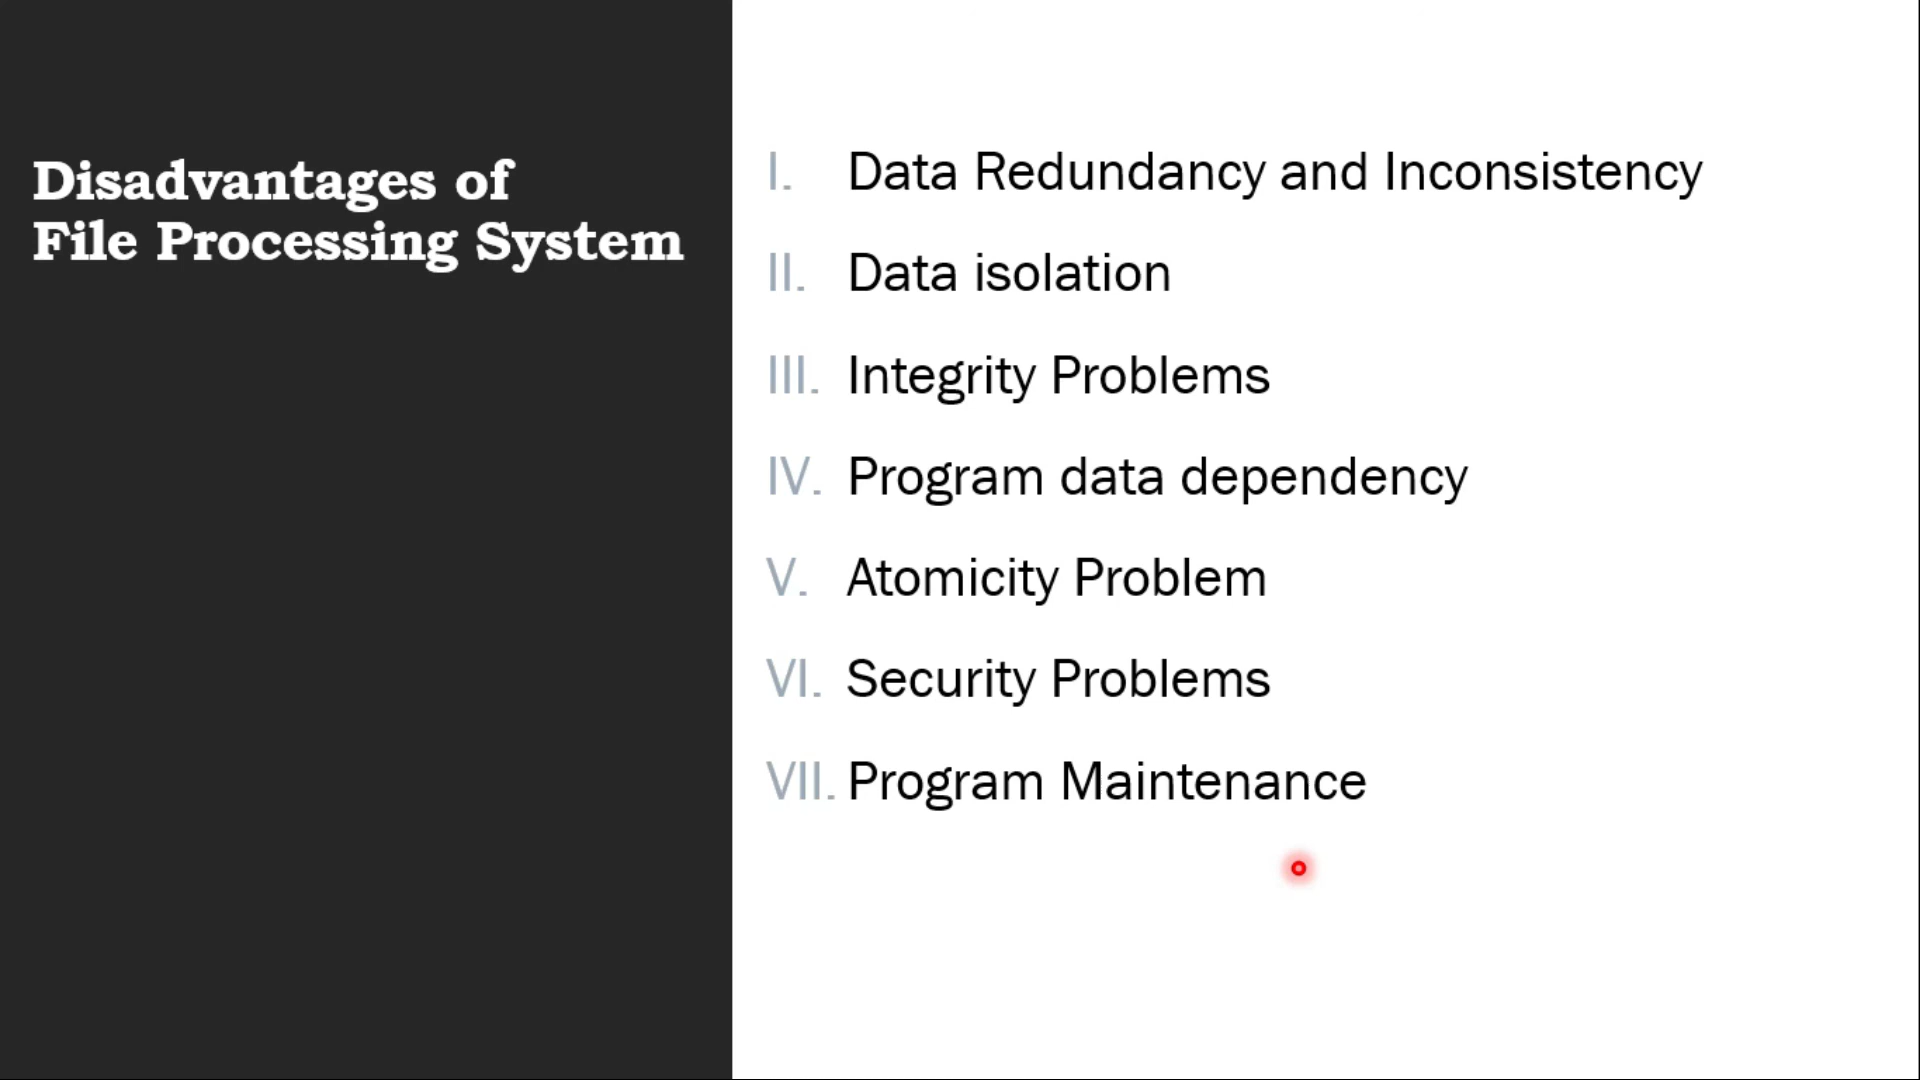 Disadvantages of
File Processing System
I. Data Redundancy and Inconsistency
II. Data isolation
III. Integrity Problems
IV. Program data dependency
V. Atomicity Problem
VI. Security Problems
VII. Program Maintenance